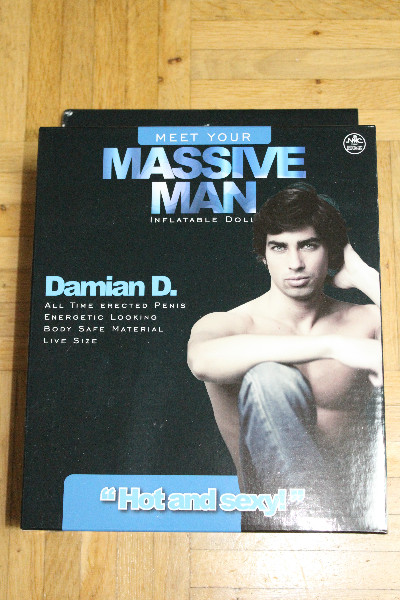 MEET YOUR
MASSIVE
MAN
INFLATABLE DOLL
Damian D.
ALL TIME ERECTED PENIS
ENERGETIC LOOKING
BODY SAFE MATERIAL
LIVE SIZE
“Hot and sexy!”